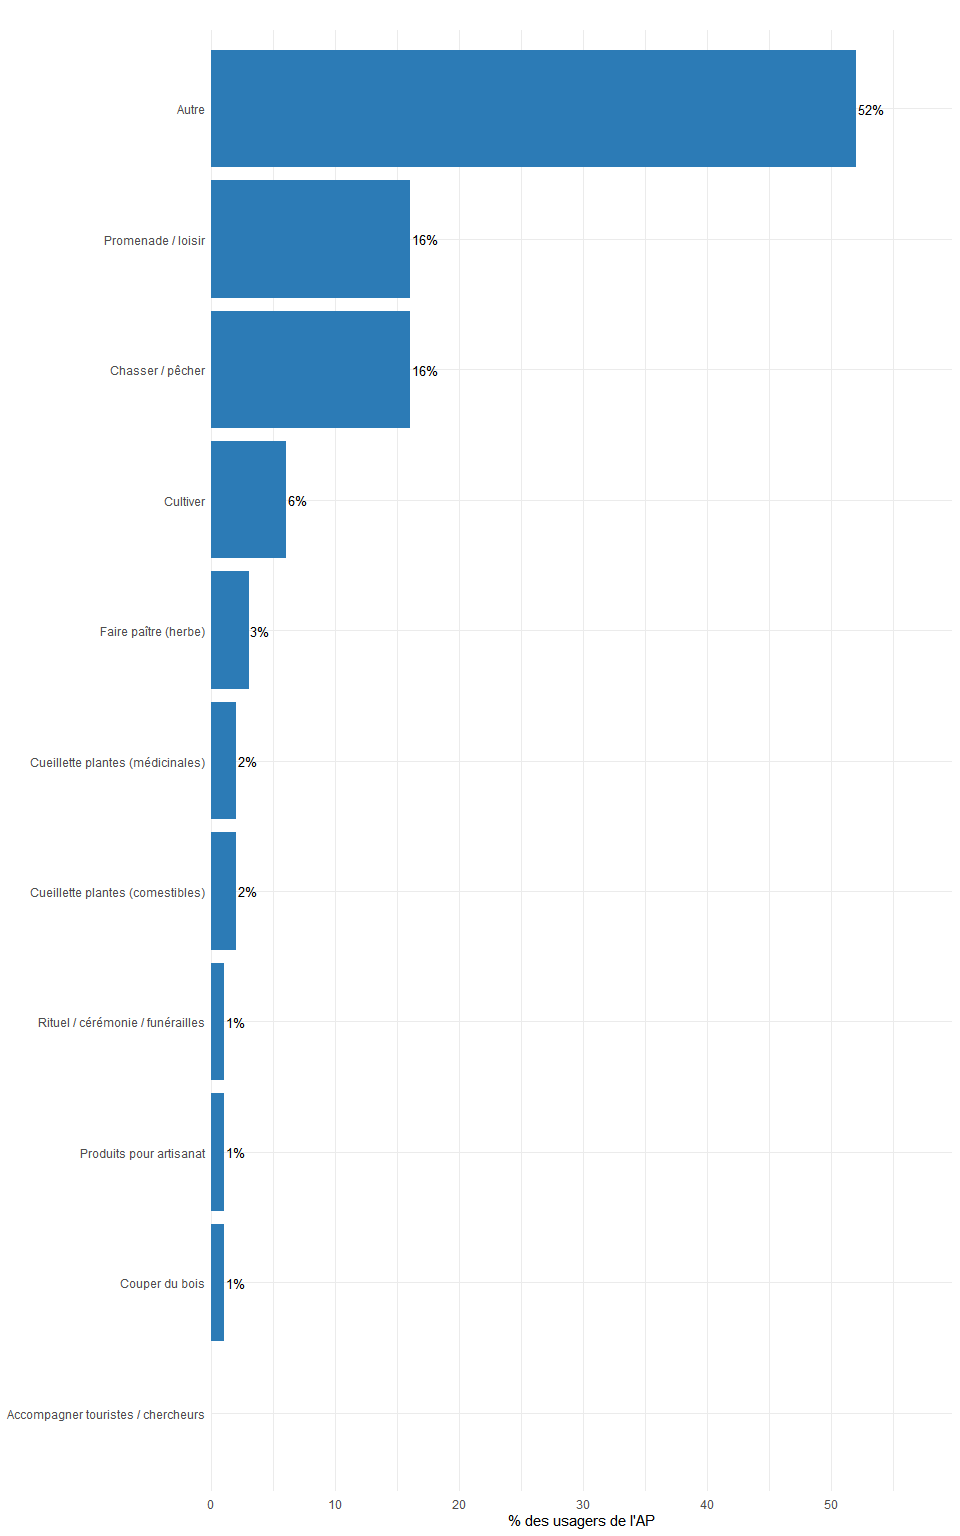 Autre 52%
Promenade / loisir 16%
Chasser / pêcher 16%
Cultiver 6%
Faire paître (herbe) 3%
Cueillette plantes (médicinales) 2%
Cueillette plantes (comestibles) 2%
Rituel / cérémonie / funérailles 1%
Produits pour artisanat 1%
Couper du bois 1%
Accompagner touristes / chercheurs
0 10 20 30 40 50
% des usagers de l'AP